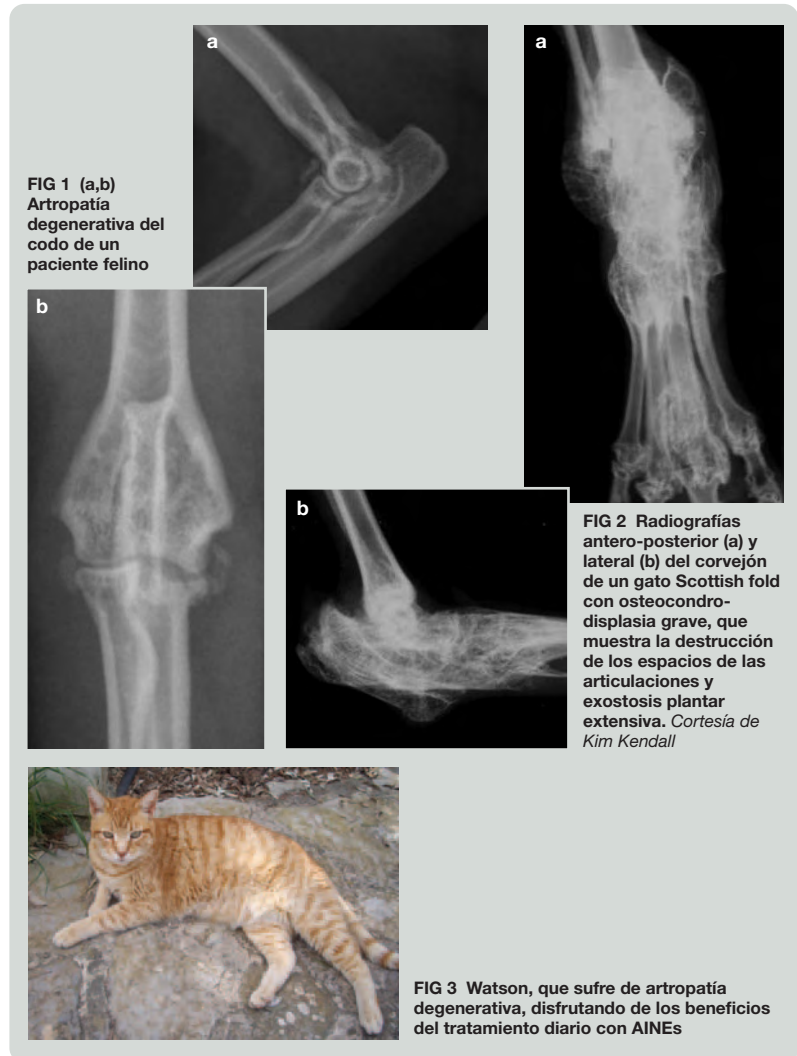 a
a
FIG 1 (a,b)
Artropatía
degenerativa del
codo de un
paciente felino
b
b
FIG 2 Radiografías
antero-posterior (a) y
lateral (b) del corvejón
de un gato Scottish fold
con osteocondro-
displasia grave, que
muestra la destrucción
de los espacios de las
articulaciones y
exostosis plantar
extensiva. Cortesía de
Kim Kendall
FIG 3 Watson, que sufre de artropatía
degenerativa, disfrutando de los beneficios
del tratamiento diario con AINEs